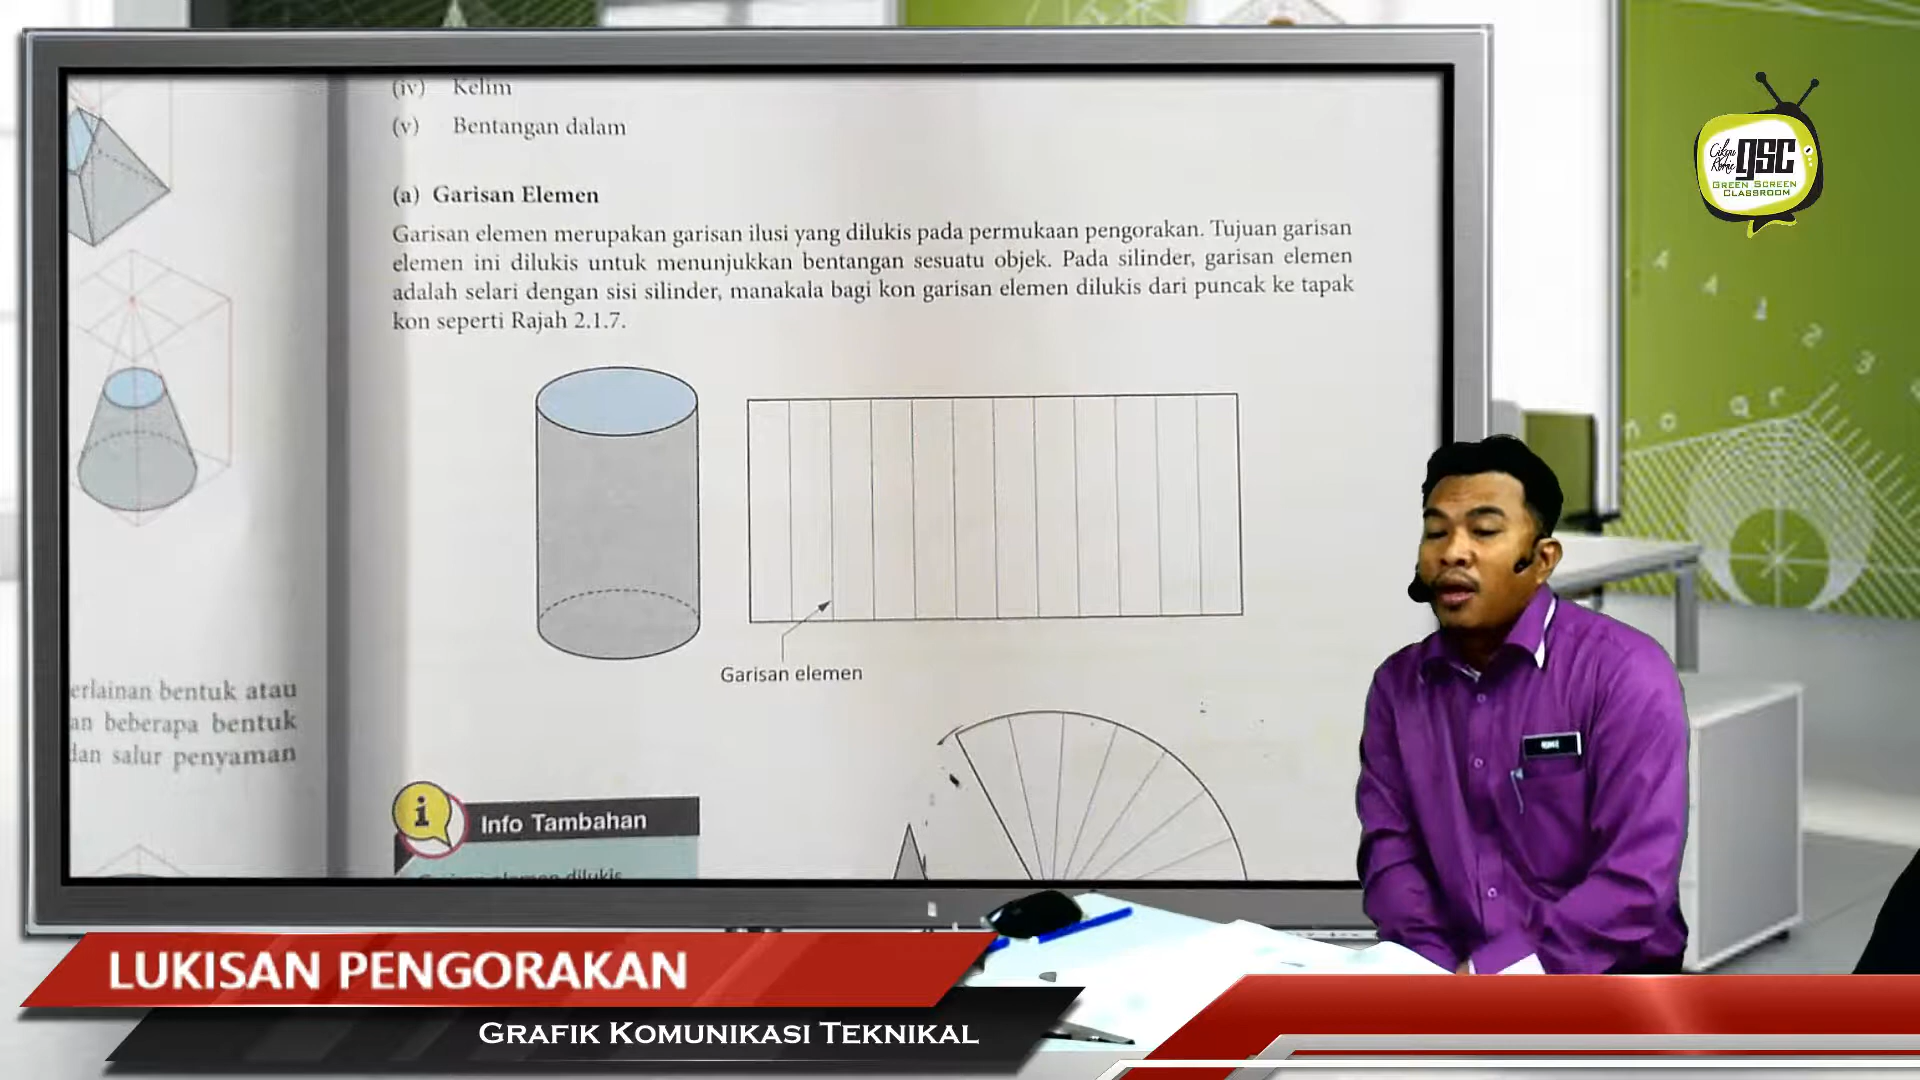 (iv) Kelim
(v) Bentangan dalam
(a) Garisan Elemen
Garisan elemen merupakan garisan ilusi yang dilukis pada permukaan pengorakan. Tujuan garisan
elemen ini dilukis untuk menunjukkan bentangan sesuatu objek. Pada silinder, garisan elemen
adalah selari dengan sisi silinder, manakala bagi kon garisan elemen dilukis dari puncak ke tapak
kon seperti Rajah 2.1.7.
Garisan elemen
erlainan bentuk atau
an beberapa bentuk
dan salur penyaman
i
Info Tambahan
Cikgu
gsc
GREEN SCREEN
CLASSROOM
LUKISAN PENGORAKAN
GRAFIK KOMUNIKASI TEKNIKAL